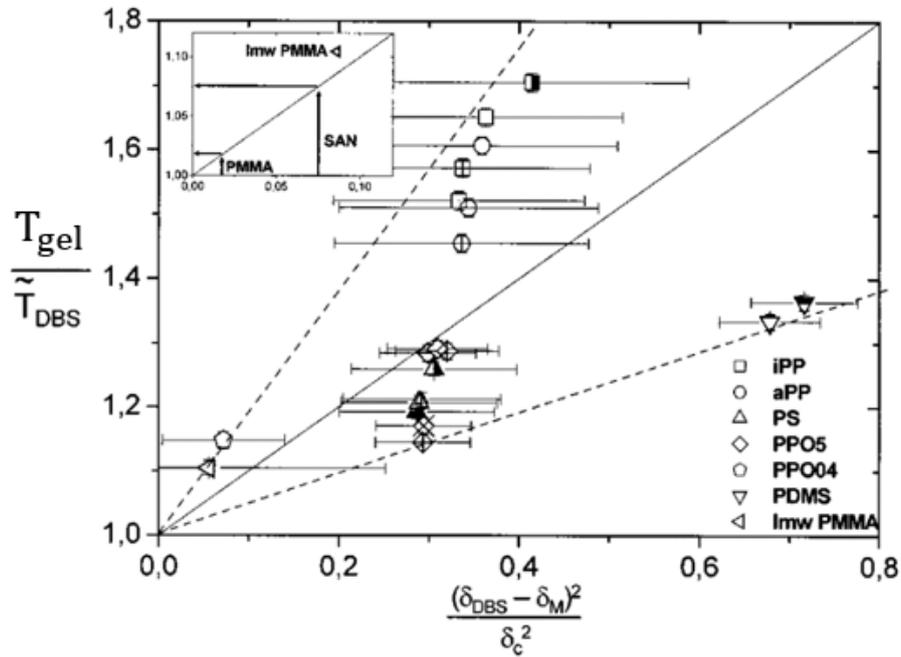 1,8
1,6
1,4
1,2
1,0
T_gel
T̃_DBS
1,10
1,05
1,00
0,00
0,05
0,10
lmw PMMA
SAN
PMMA
iPP
aPP
PS
PPO5
PPO04
PDMS
lmw PMMA
0,0
0,2
0,4
0,6
0,8
(δ_DBS – δ_M)²
δ_c²